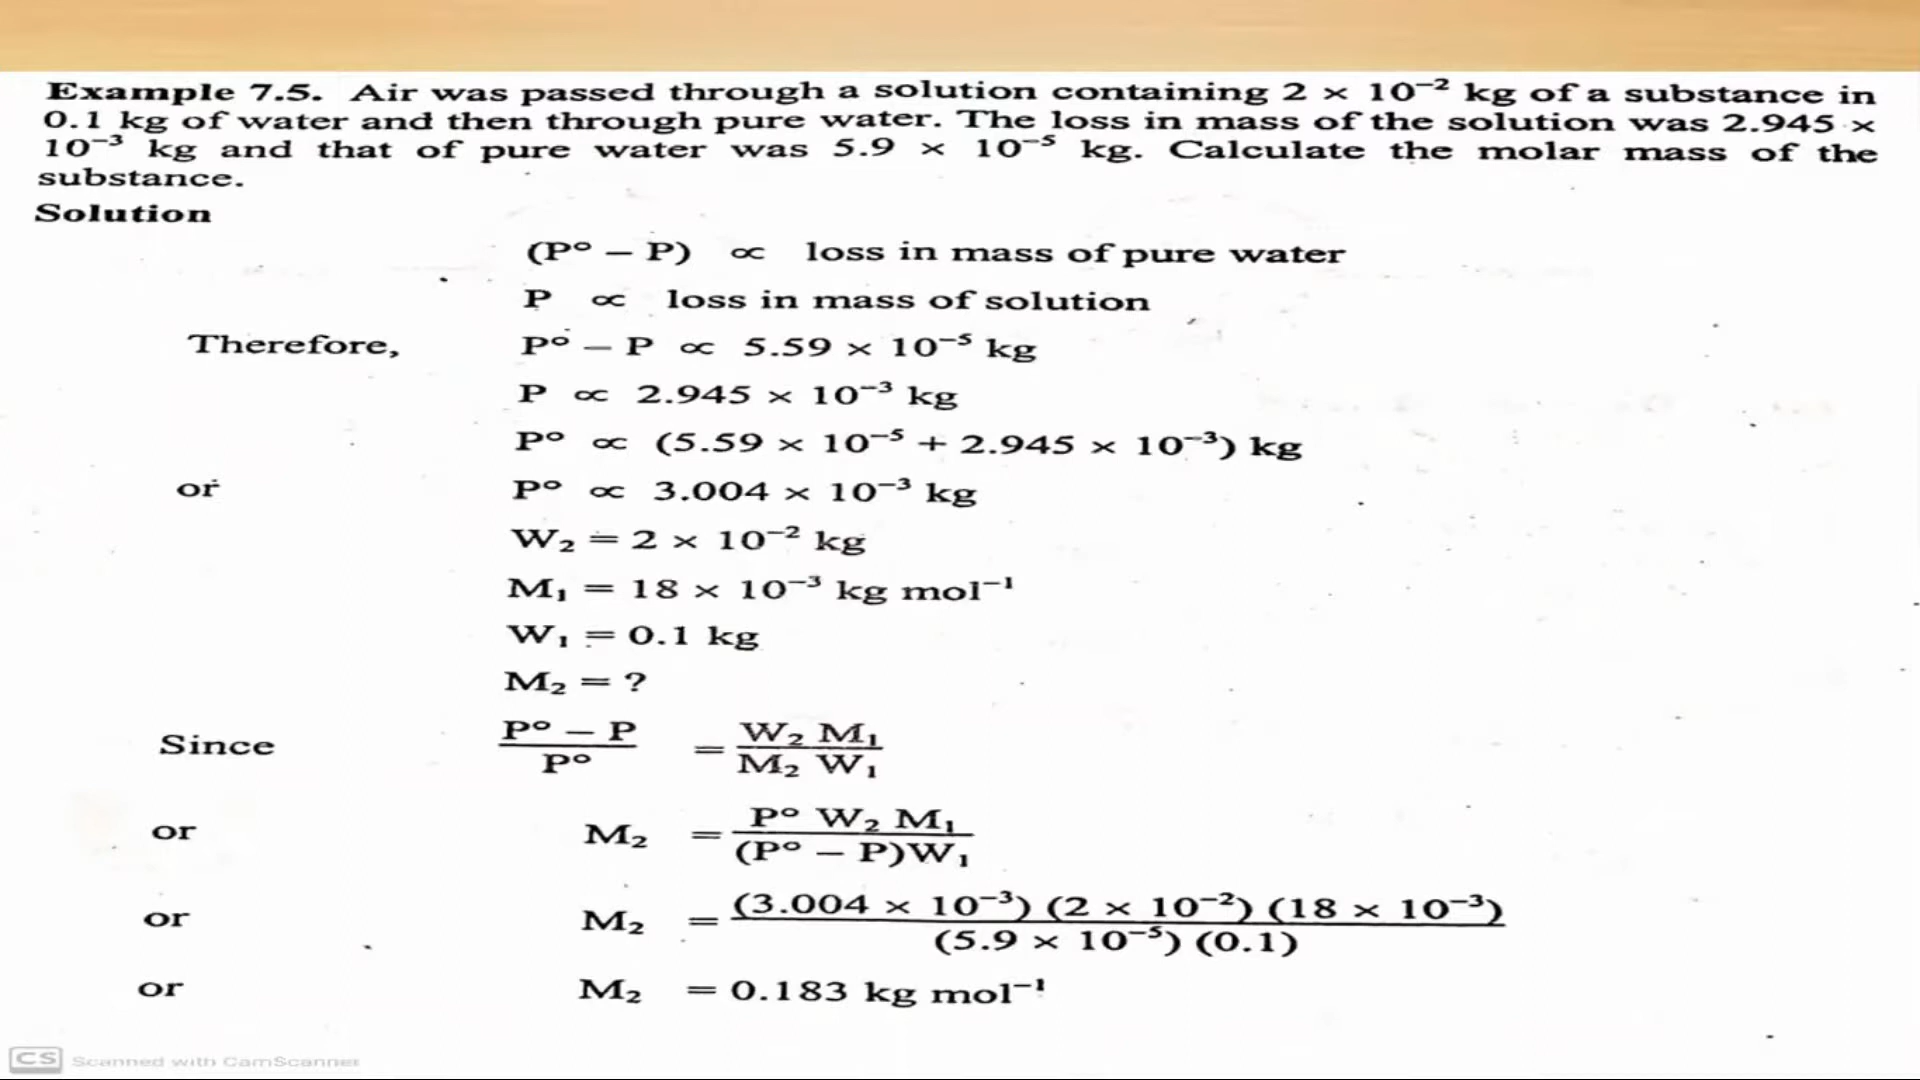 Example 7.5. Air was passed through a solution containing 2 × 10⁻² kg of a substance in
0.1 kg of water and then through pure water. The loss in mass of the solution was 2.945 ×
10⁻³ kg and that of pure water was 5.9 × 10⁻⁵ kg. Calculate the molar mass of the
substance.
Solution
(P° – P) ∝ loss in mass of pure water
P ∝ loss in mass of solution
Therefore, P° – P ∝ 5.59 × 10⁻⁵ kg
P ∝ 2.945 × 10⁻³ kg
P° ∝ (5.59 × 10⁻⁵ + 2.945 × 10⁻³) kg
or P° ∝ 3.004 × 10⁻³ kg
W₂ = 2 × 10⁻² kg
M₁ = 18 × 10⁻³ kg mol⁻¹
W₁ = 0.1 kg
M₂ = ?
Since (P° – P) / P° = W₂ M₁ / M₂ W₁
or M₂ = P° W₂ M₁ / (P° – P)W₁
or M₂ = (3.004 × 10⁻³) (2 × 10⁻²) (18 × 10⁻³) / (5.9 × 10⁻⁵) (0.1)
or M₂ = 0.183 kg mol⁻¹
CS Scanned with CamScanner